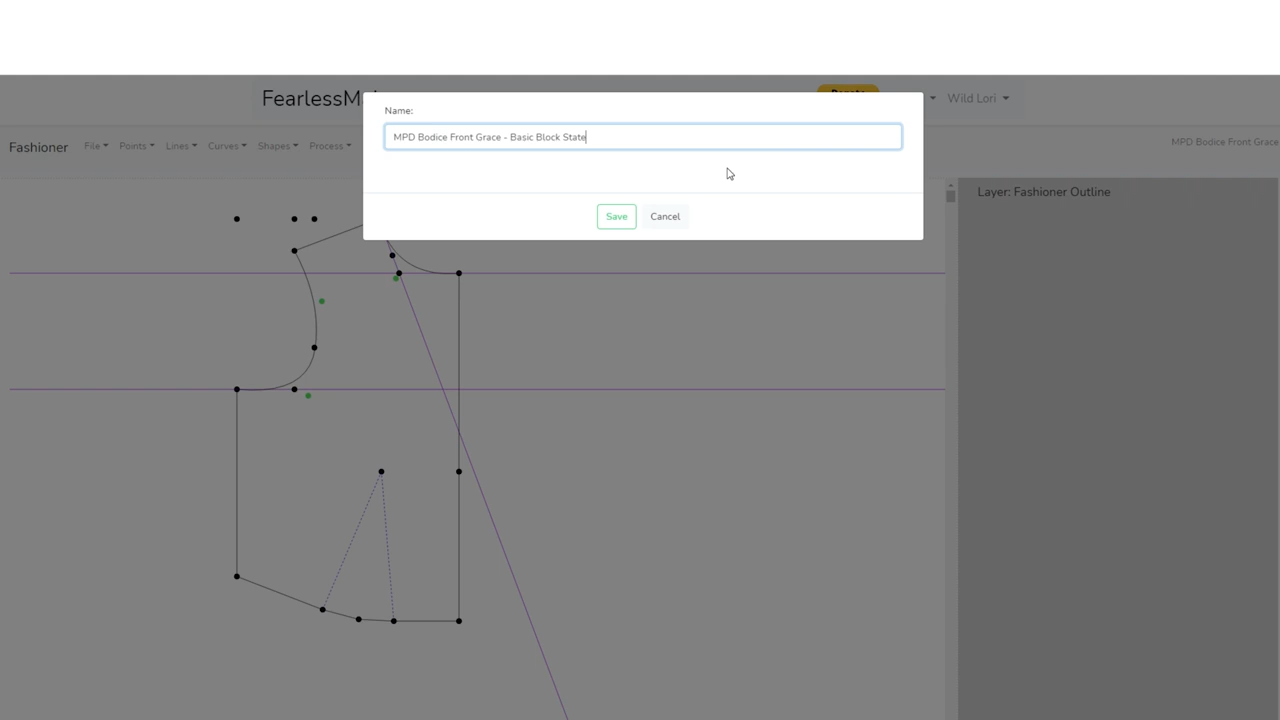 FearlessM
Donate
Wild Lori
Name:
MPD Bodice Front Grace - Basic Block State
Save
Cancel
Fashioner
File
Points
Lines
Curves
Shapes
Process
MPD Bodice Front Grace
Layer: Fashioner Outline